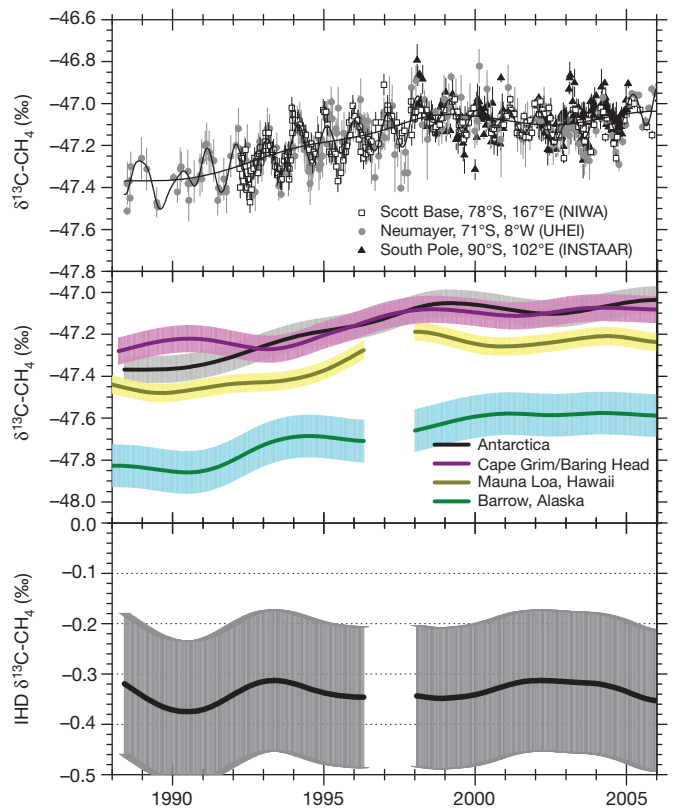 −46.6
−46.8
−47.0
−47.2
−47.4
−47.6
−47.8
δ¹³C-CH₄ (‰)
Scott Base, 78°S, 167°E (NIWA)
Neumayer, 71°S, 8°W (UHEI)
South Pole, 90°S, 102°E (INSTAAR)
−47.0
−47.2
−47.4
−47.6
−47.8
−48.0
δ¹³C-CH₄ (‰)
Antarctica
Cape Grim/Baring Head
Mauna Loa, Hawaii
Barrow, Alaska
0.0
−0.1
−0.2
−0.3
−0.4
−0.5
IHD δ¹³C-CH₄ (‰)
1990 1995 2000 2005